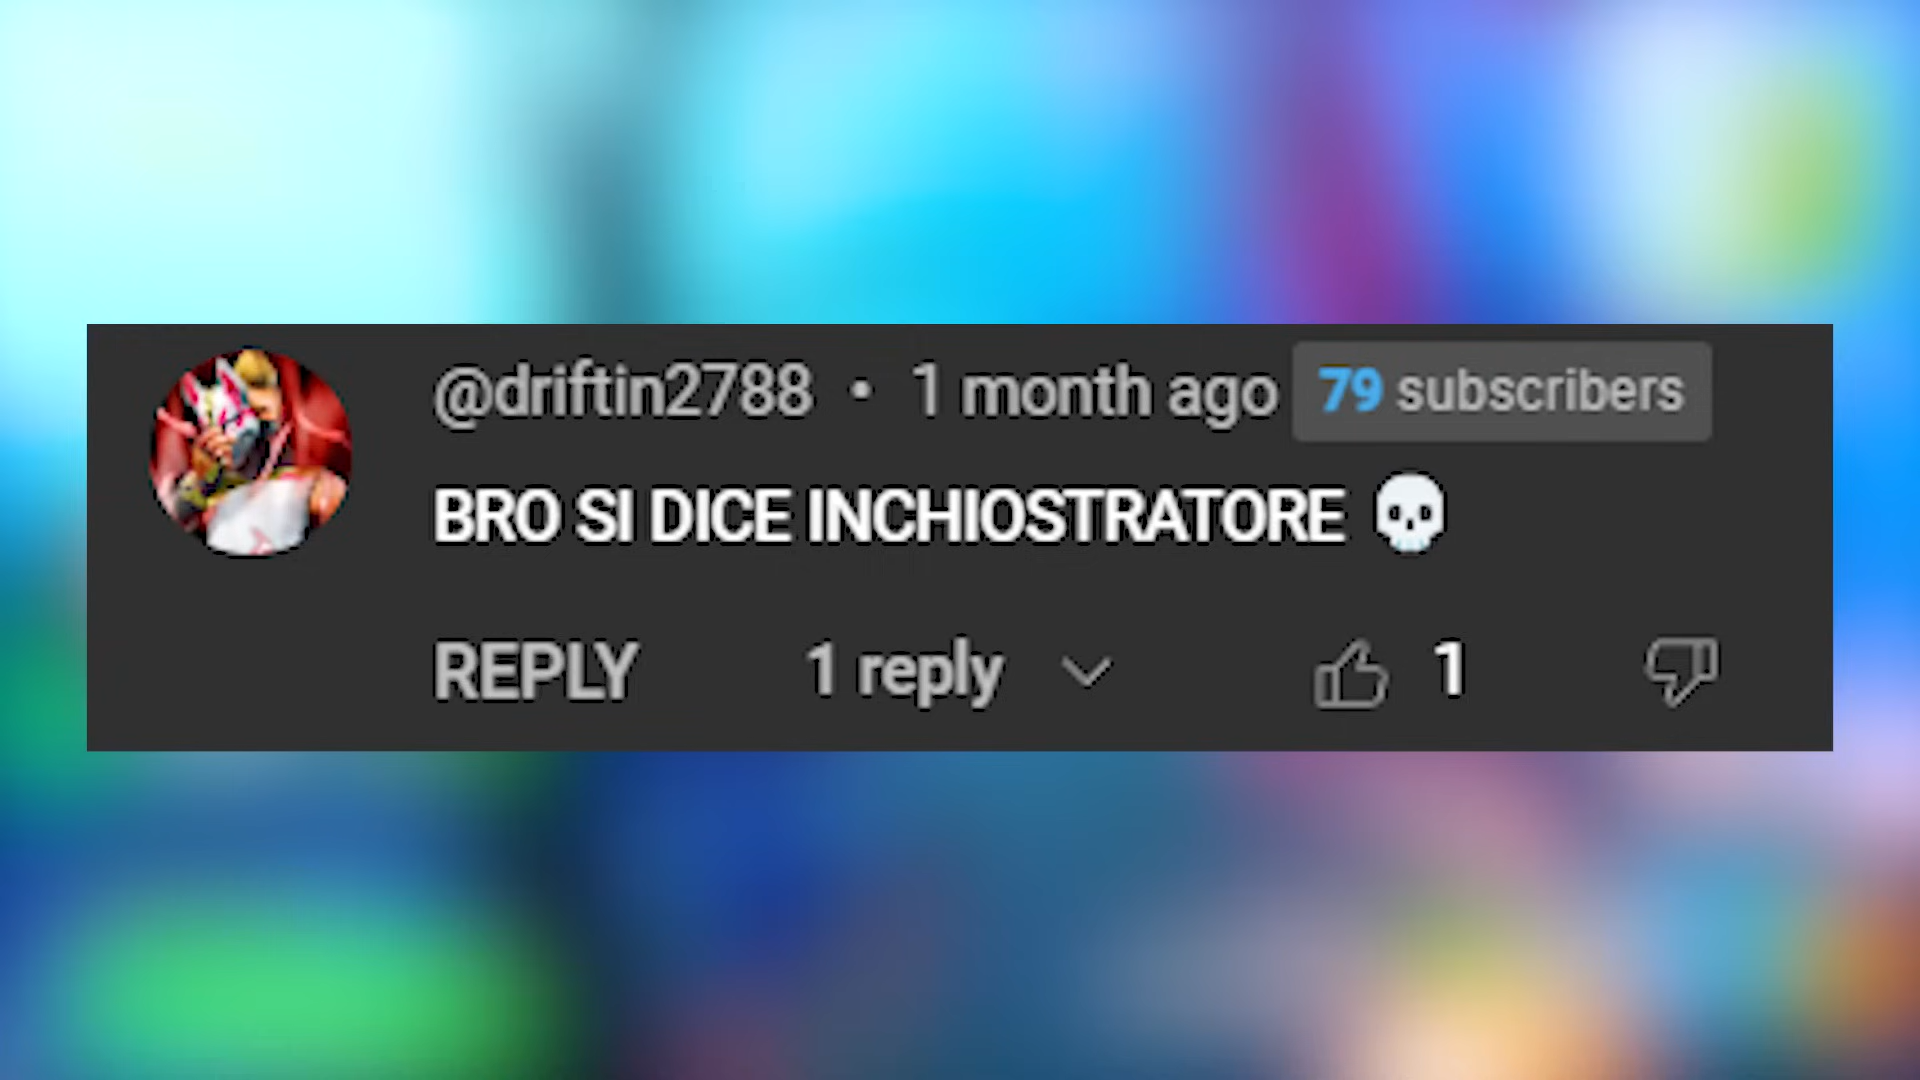 @driftin2788 • 1 month ago 79 subscribers
BRO SI DICE INCHIOSTRATORE 💀
REPLY 1 reply 1